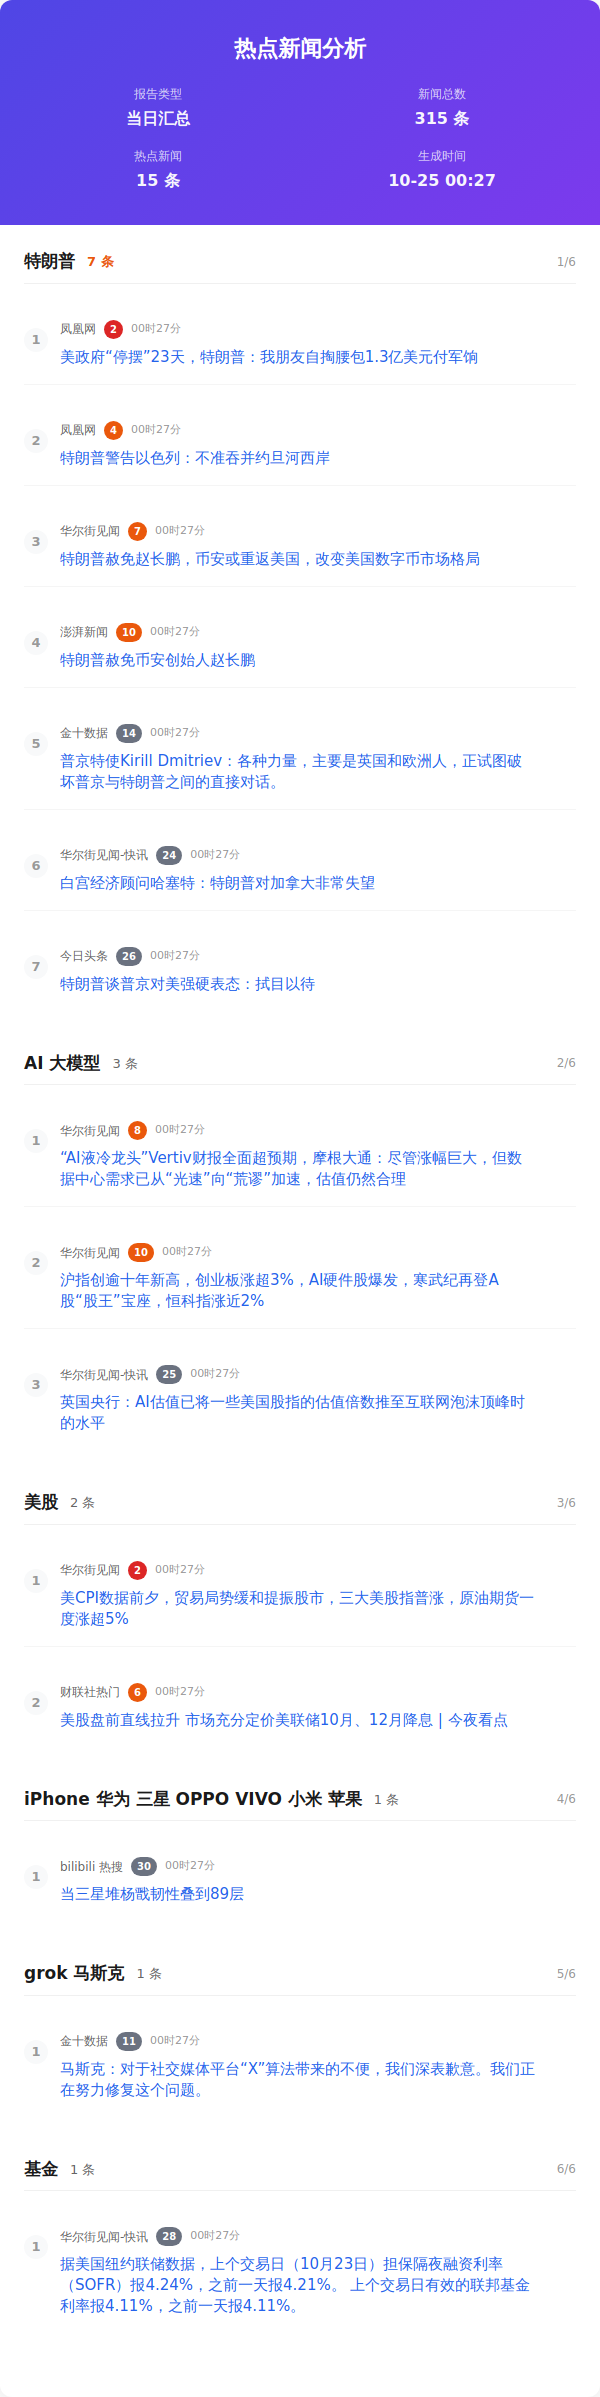 热点新闻分析
报告类型
当日汇总
新闻总数
315 条
热点新闻
15 条
生成时间
10-25 00:27
特朗普 7 条 1/6
1
凤凰网 2 00时27分
美政府“停摆”23天，特朗普：我朋友自掏腰包1.3亿美元付军饷
2
凤凰网 4 00时27分
特朗普警告以色列：不准吞并约旦河西岸
3
华尔街见闻 7 00时27分
特朗普赦免赵长鹏，币安或重返美国，改变美国数字币市场格局
4
澎湃新闻 10 00时27分
特朗普赦免币安创始人赵长鹏
5
金十数据 14 00时27分
普京特使Kirill Dmitriev：各种力量，主要是英国和欧洲人，正试图破
坏普京与特朗普之间的直接对话。
6
华尔街见闻-快讯 24 00时27分
白宫经济顾问哈塞特：特朗普对加拿大非常失望
7
今日头条 26 00时27分
特朗普谈普京对美强硬表态：拭目以待
AI 大模型 3 条 2/6
1
华尔街见闻 8 00时27分
“AI液冷龙头”Vertiv财报全面超预期，摩根大通：尽管涨幅巨大，但数
据中心需求已从“光速”向“荒谬”加速，估值仍然合理
2
华尔街见闻 10 00时27分
沪指创逾十年新高，创业板涨超3%，AI硬件股爆发，寒武纪再登A
股“股王”宝座，恒科指涨近2%
3
华尔街见闻-快讯 25 00时27分
英国央行：AI估值已将一些美国股指的估值倍数推至互联网泡沫顶峰时
的水平
美股 2 条 3/6
1
华尔街见闻 2 00时27分
美CPI数据前夕，贸易局势缓和提振股市，三大美股指普涨，原油期货一
度涨超5%
2
财联社热门 6 00时27分
美股盘前直线拉升 市场充分定价美联储10月、12月降息 | 今夜看点
iPhone 华为 三星 OPPO VIVO 小米 苹果 1 条 4/6
1
bilibili 热搜 30 00时27分
当三星堆杨戬韧性叠到89层
grok 马斯克 1 条 5/6
1
金十数据 11 00时27分
马斯克：对于社交媒体平台“X”算法带来的不便，我们深表歉意。我们正
在努力修复这个问题。
基金 1 条 6/6
1
华尔街见闻-快讯 28 00时27分
据美国纽约联储数据，上个交易日（10月23日）担保隔夜融资利率
（SOFR）报4.24%，之前一天报4.21%。 上个交易日有效的联邦基金
利率报4.11%，之前一天报4.11%。